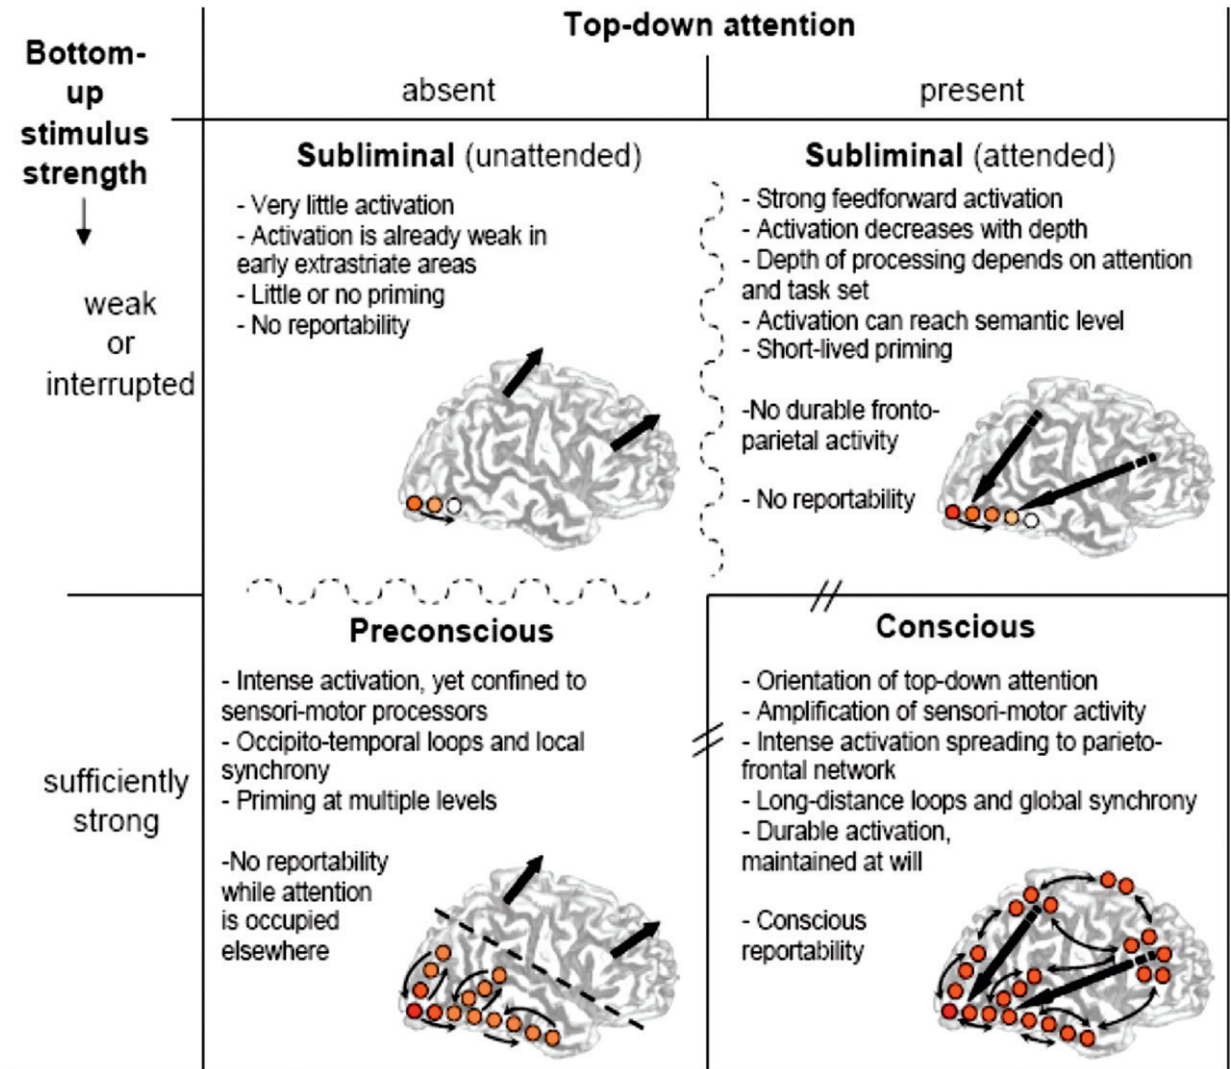 Top-down attention
Bottom-
up
stimulus
strength
absent
present
weak
or
interrupted
Subliminal (unattended)
- Very little activation
- Activation is already weak in
early extrastriate areas
- Little or no priming
- No reportability
Subliminal (attended)
- Strong feedforward activation
- Activation decreases with depth
- Depth of processing depends on attention
and task set
- Activation can reach semantic level
- Short-lived priming
-No durable fronto-
parietal activity
- No reportability
sufficiently
strong
Preconscious
- Intense activation, yet confined to
sensori-motor processors
- Occipito-temporal loops and local
synchrony
- Priming at multiple levels
-No reportability
while attention
is occupied
elsewhere
Conscious
- Orientation of top-down attention
- Amplification of sensori-motor activity
- Intense activation spreading to parieto-
frontal network
- Long-distance loops and global synchrony
- Durable activation,
maintained at will
- Conscious
reportability